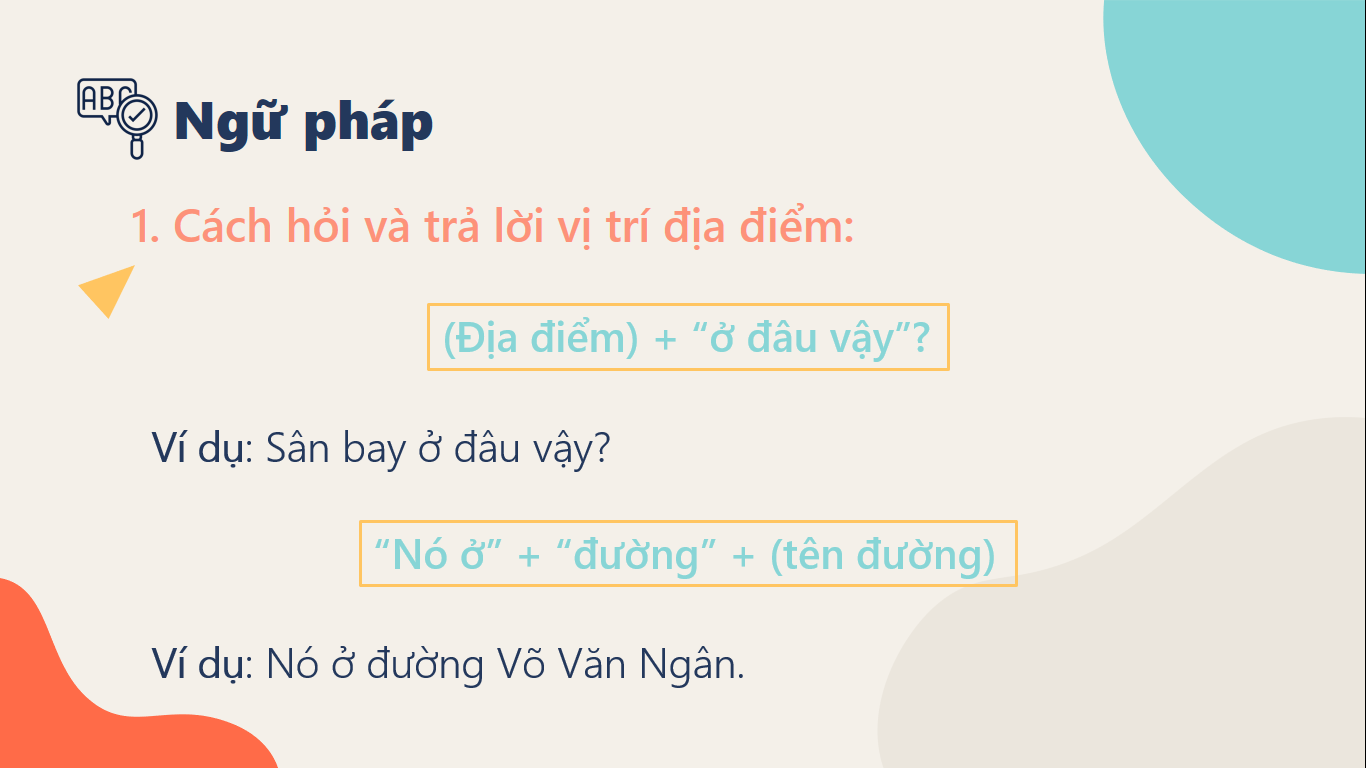 ABC
Ngữ pháp
1. Cách hỏi và trả lời vị trí địa điểm:
(Địa điểm) + “ở đâu vậy”?
Ví dụ: Sân bay ở đâu vậy?
“Nó ở” + “đường” + (tên đường)
Ví dụ: Nó ở đường Võ Văn Ngân.